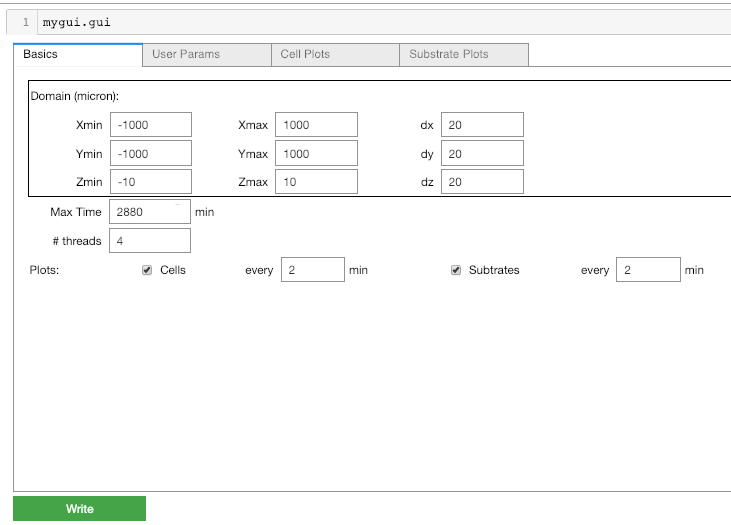 1 mygui.gui
Basics User Params Cell Plots Substrate Plots
Domain (micron):
Xmin -1000 Xmax 1000 dx 20
Ymin -1000 Ymax 1000 dy 20
Zmin -10 Zmax 10 dz 20
Max Time 2880 min
# threads 4
Plots: Cells every 2 min Subtrates every 2 min
Write